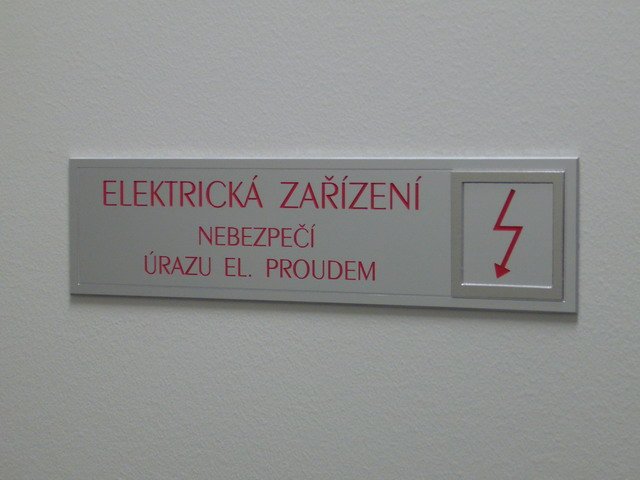 ELEKTRICKÁ ZAŘÍZENÍ
NEBEZPEČÍ
ÚRAZU EL. PROUDEM